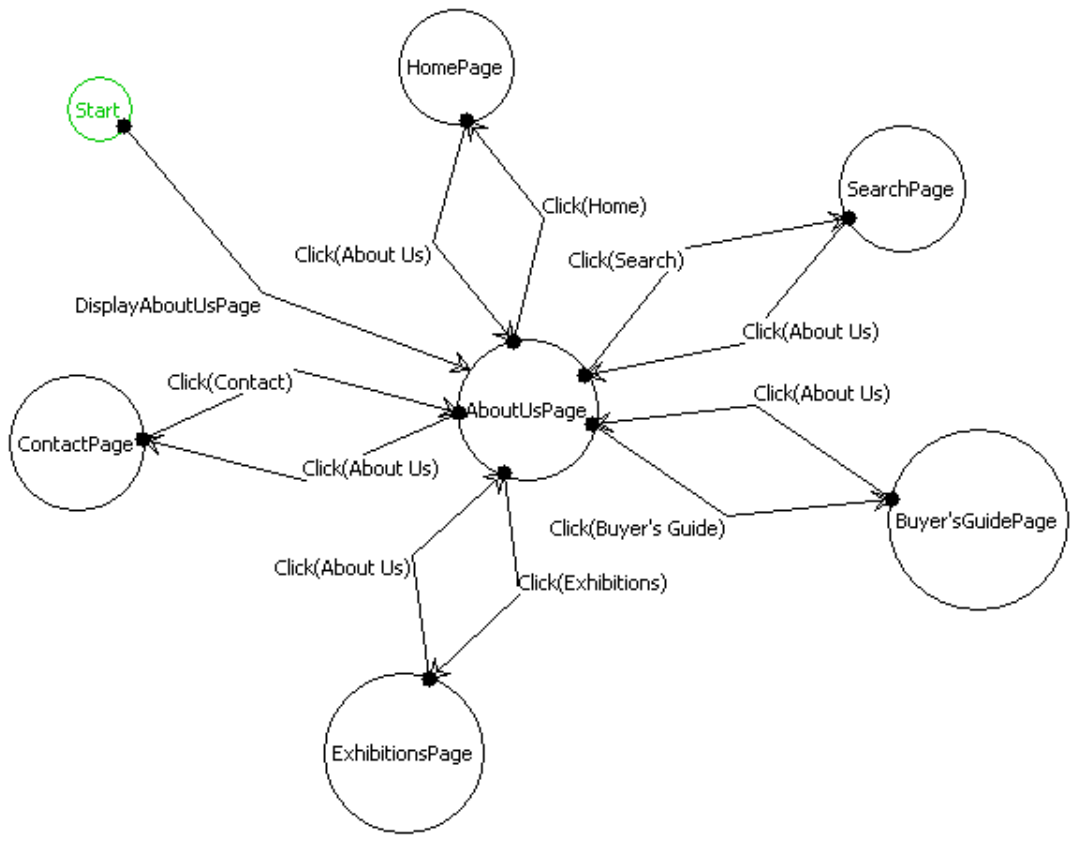 HomePage
Start
SearchPage
Click(Home)
Click(About Us)
Click(Search)
DisplayAboutUsPage
Click(About Us)
Click(Contact)
Click(About Us)
AboutUsPage
ContactPage
Click(About Us)
Buyer'sGuidePage
Click(Buyer's Guide)
Click(About Us)
Click(Exhibitions)
ExhibitionsPage